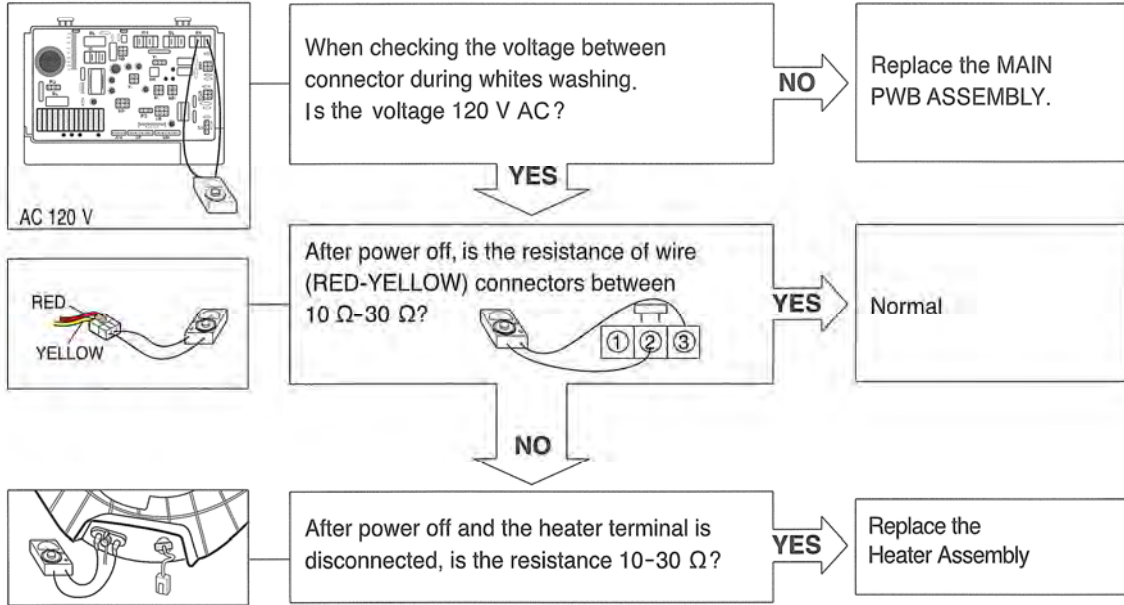 When checking the voltage between
connector during whites washing.
Is the voltage 120 V AC?
NO
Replace the MAIN
PWB ASSEMBLY.
AC 120 V
YES
After power off, is the resistance of wire
(RED-YELLOW) connectors between
10 Ω-30 Ω?
① ② ③
YES
Normal
RED
YELLOW
NO
After power off and the heater terminal is
disconnected, is the resistance 10-30 Ω?
YES
Replace the
Heater Assembly